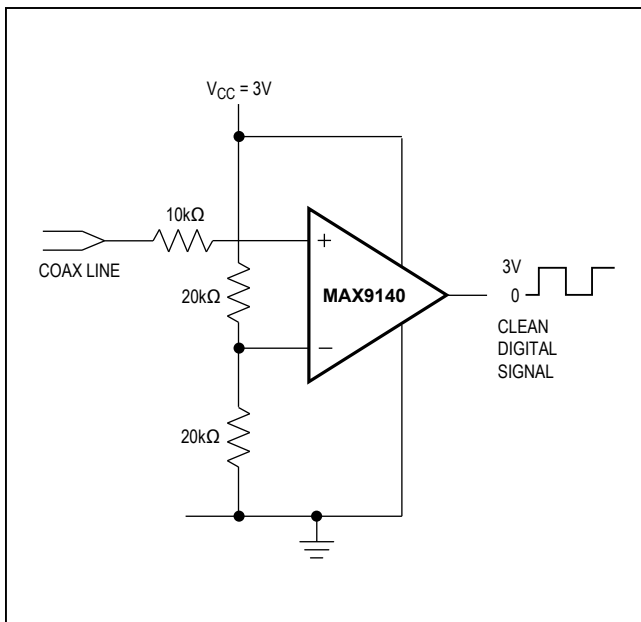 V_CC = 3V
10kΩ
COAX LINE
20kΩ
+
MAX9140
−
20kΩ
3V
0
CLEAN
DIGITAL
SIGNAL